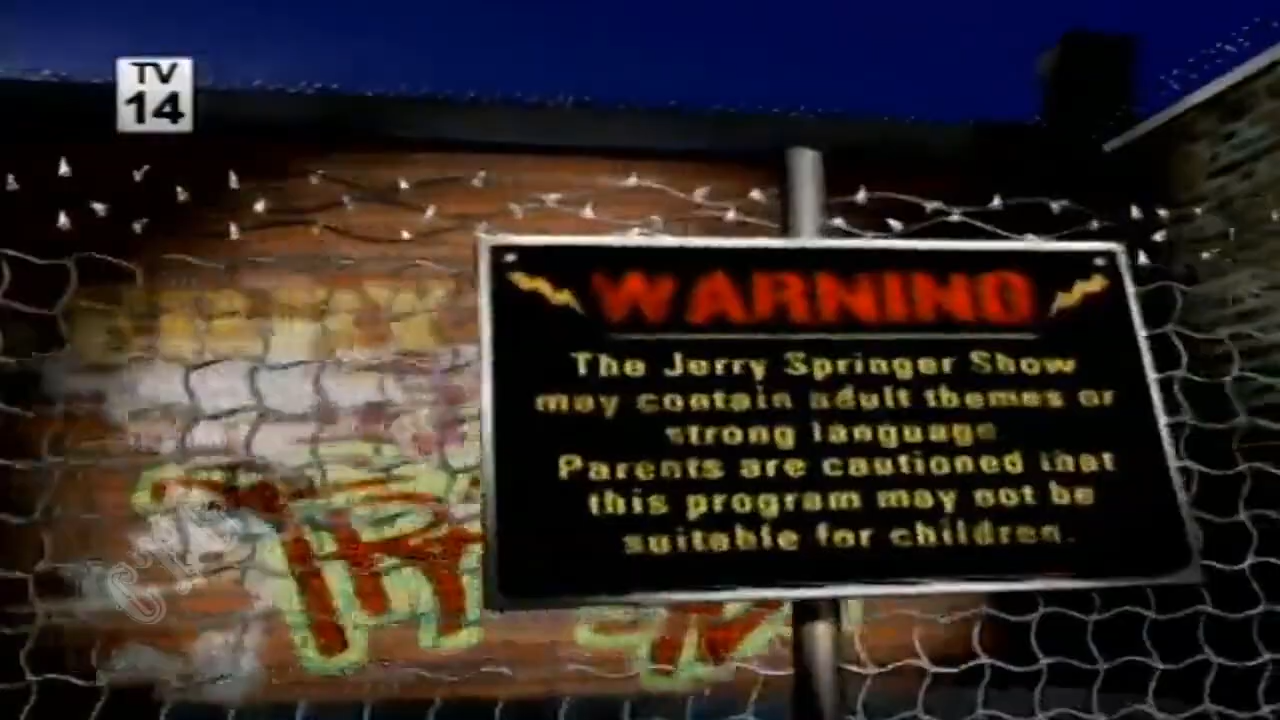 TV
14
WARNING
The Jerry Springer Show
may contain adult themes or
strong language
Parents are cautioned that
this program may not be
suitable for children.